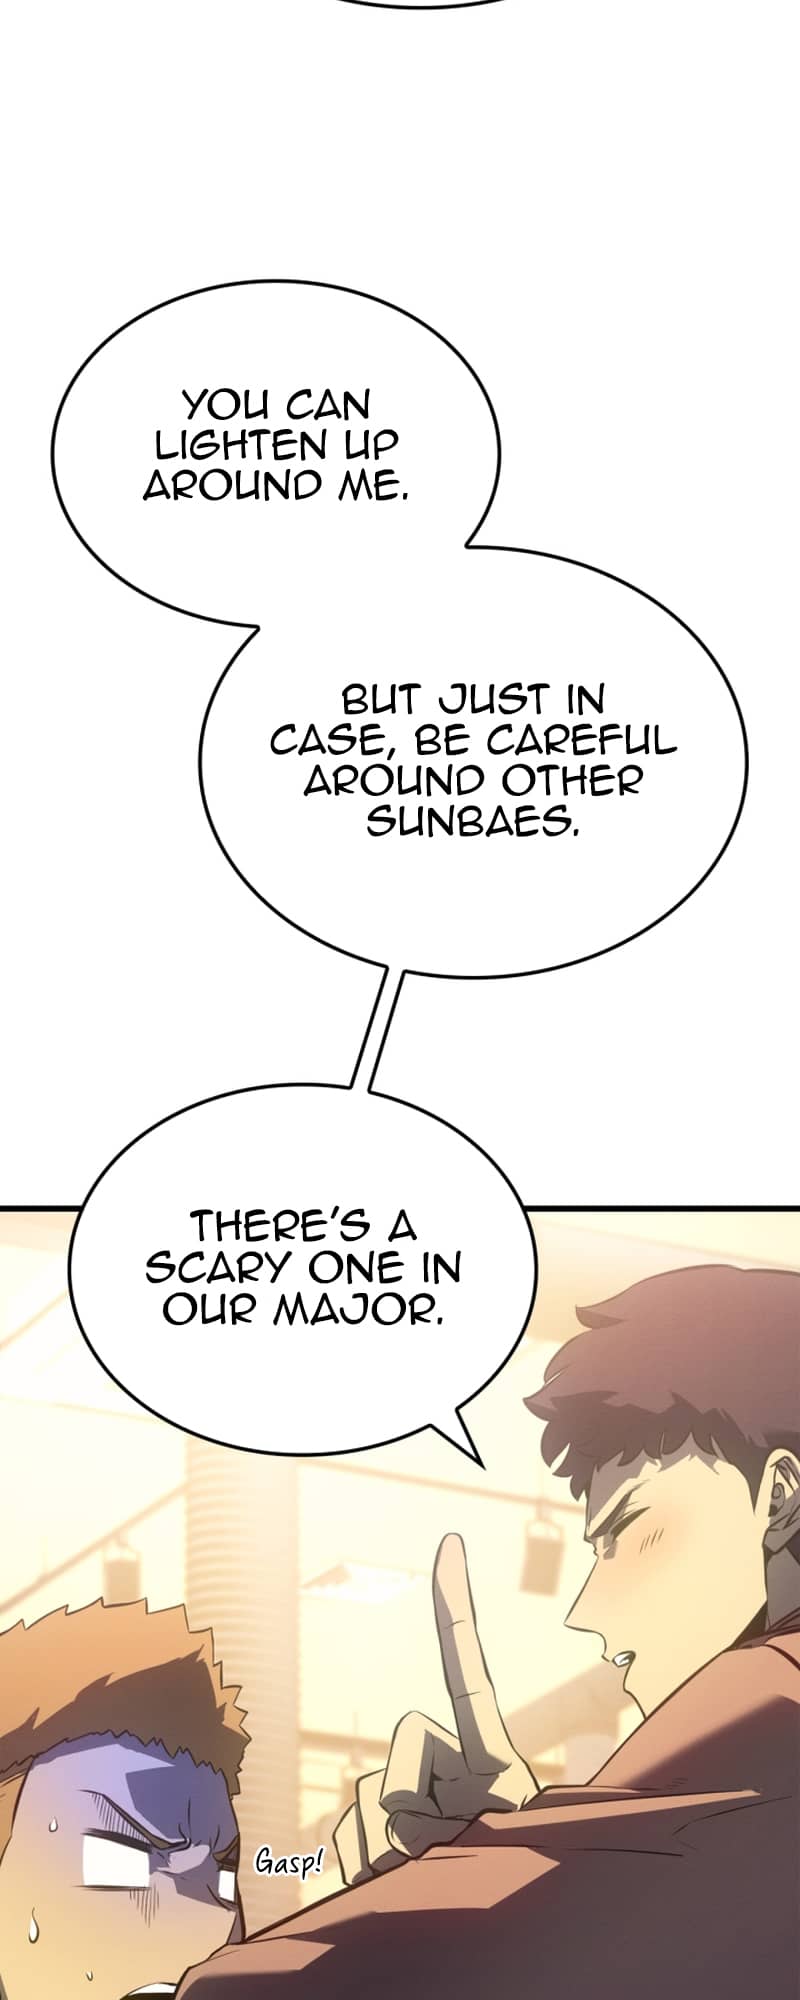 YOU CAN
LIGHTEN UP
AROUND ME.
BUT JUST IN
CASE, BE CAREFUL
AROUND OTHER
SUNBAES.
THERE'S A
SCARY ONE IN
OUR MAJOR.
Gasp!